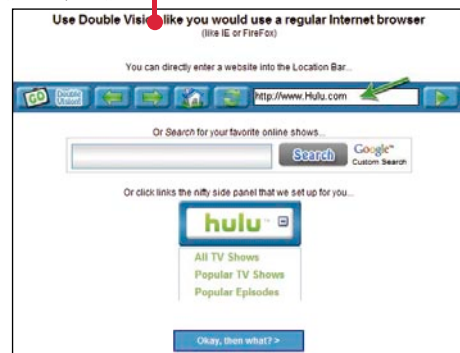 Use Double Vision like you would use a regular Internet browser
(like IE or FireFox)
You can directly enter a website into the Location Bar...
GO Double Vision! http://www.Hulu.com
Or Search for your favorite online shows...
Search Google™
Custom Search
Or click links the nifty side panel that we set up for you...
hulu™
All TV Shows
Popular TV Shows
Popular Episodes
Okay, then what? >